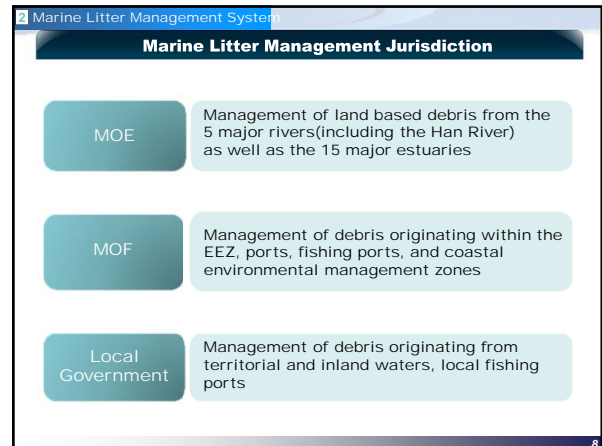 2 Marine Litter Management System
Marine Litter Management Jurisdiction
MOE
Management of land based debris from the
5 major rivers(including the Han River)
as well as the 15 major estuaries
MOF
Management of debris originating within the
EEZ, ports, fishing ports, and coastal
environmental management zones
Local
Government
Management of debris originating from
territorial and inland waters, local fishing
ports
8